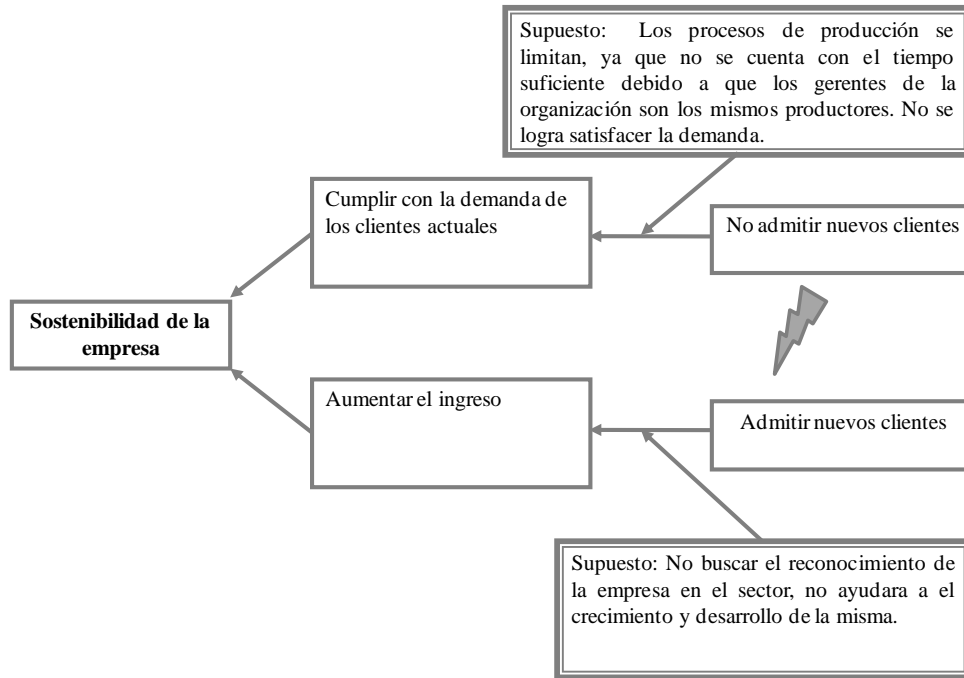 Supuesto: Los procesos de producción se
limitan, ya que no se cuenta con el tiempo
suficiente debido a que los gerentes de la
organización son los mismos productores. No se
logra satisfacer la demanda.
Cumplir con la demanda de
los clientes actuales
No admitir nuevos clientes
Sostenibilidad de la
empresa
Aumentar el ingreso
Admitir nuevos clientes
Supuesto: No buscar el reconocimiento de
la empresa en el sector, no ayudara a el
crecimiento y desarrollo de la misma.